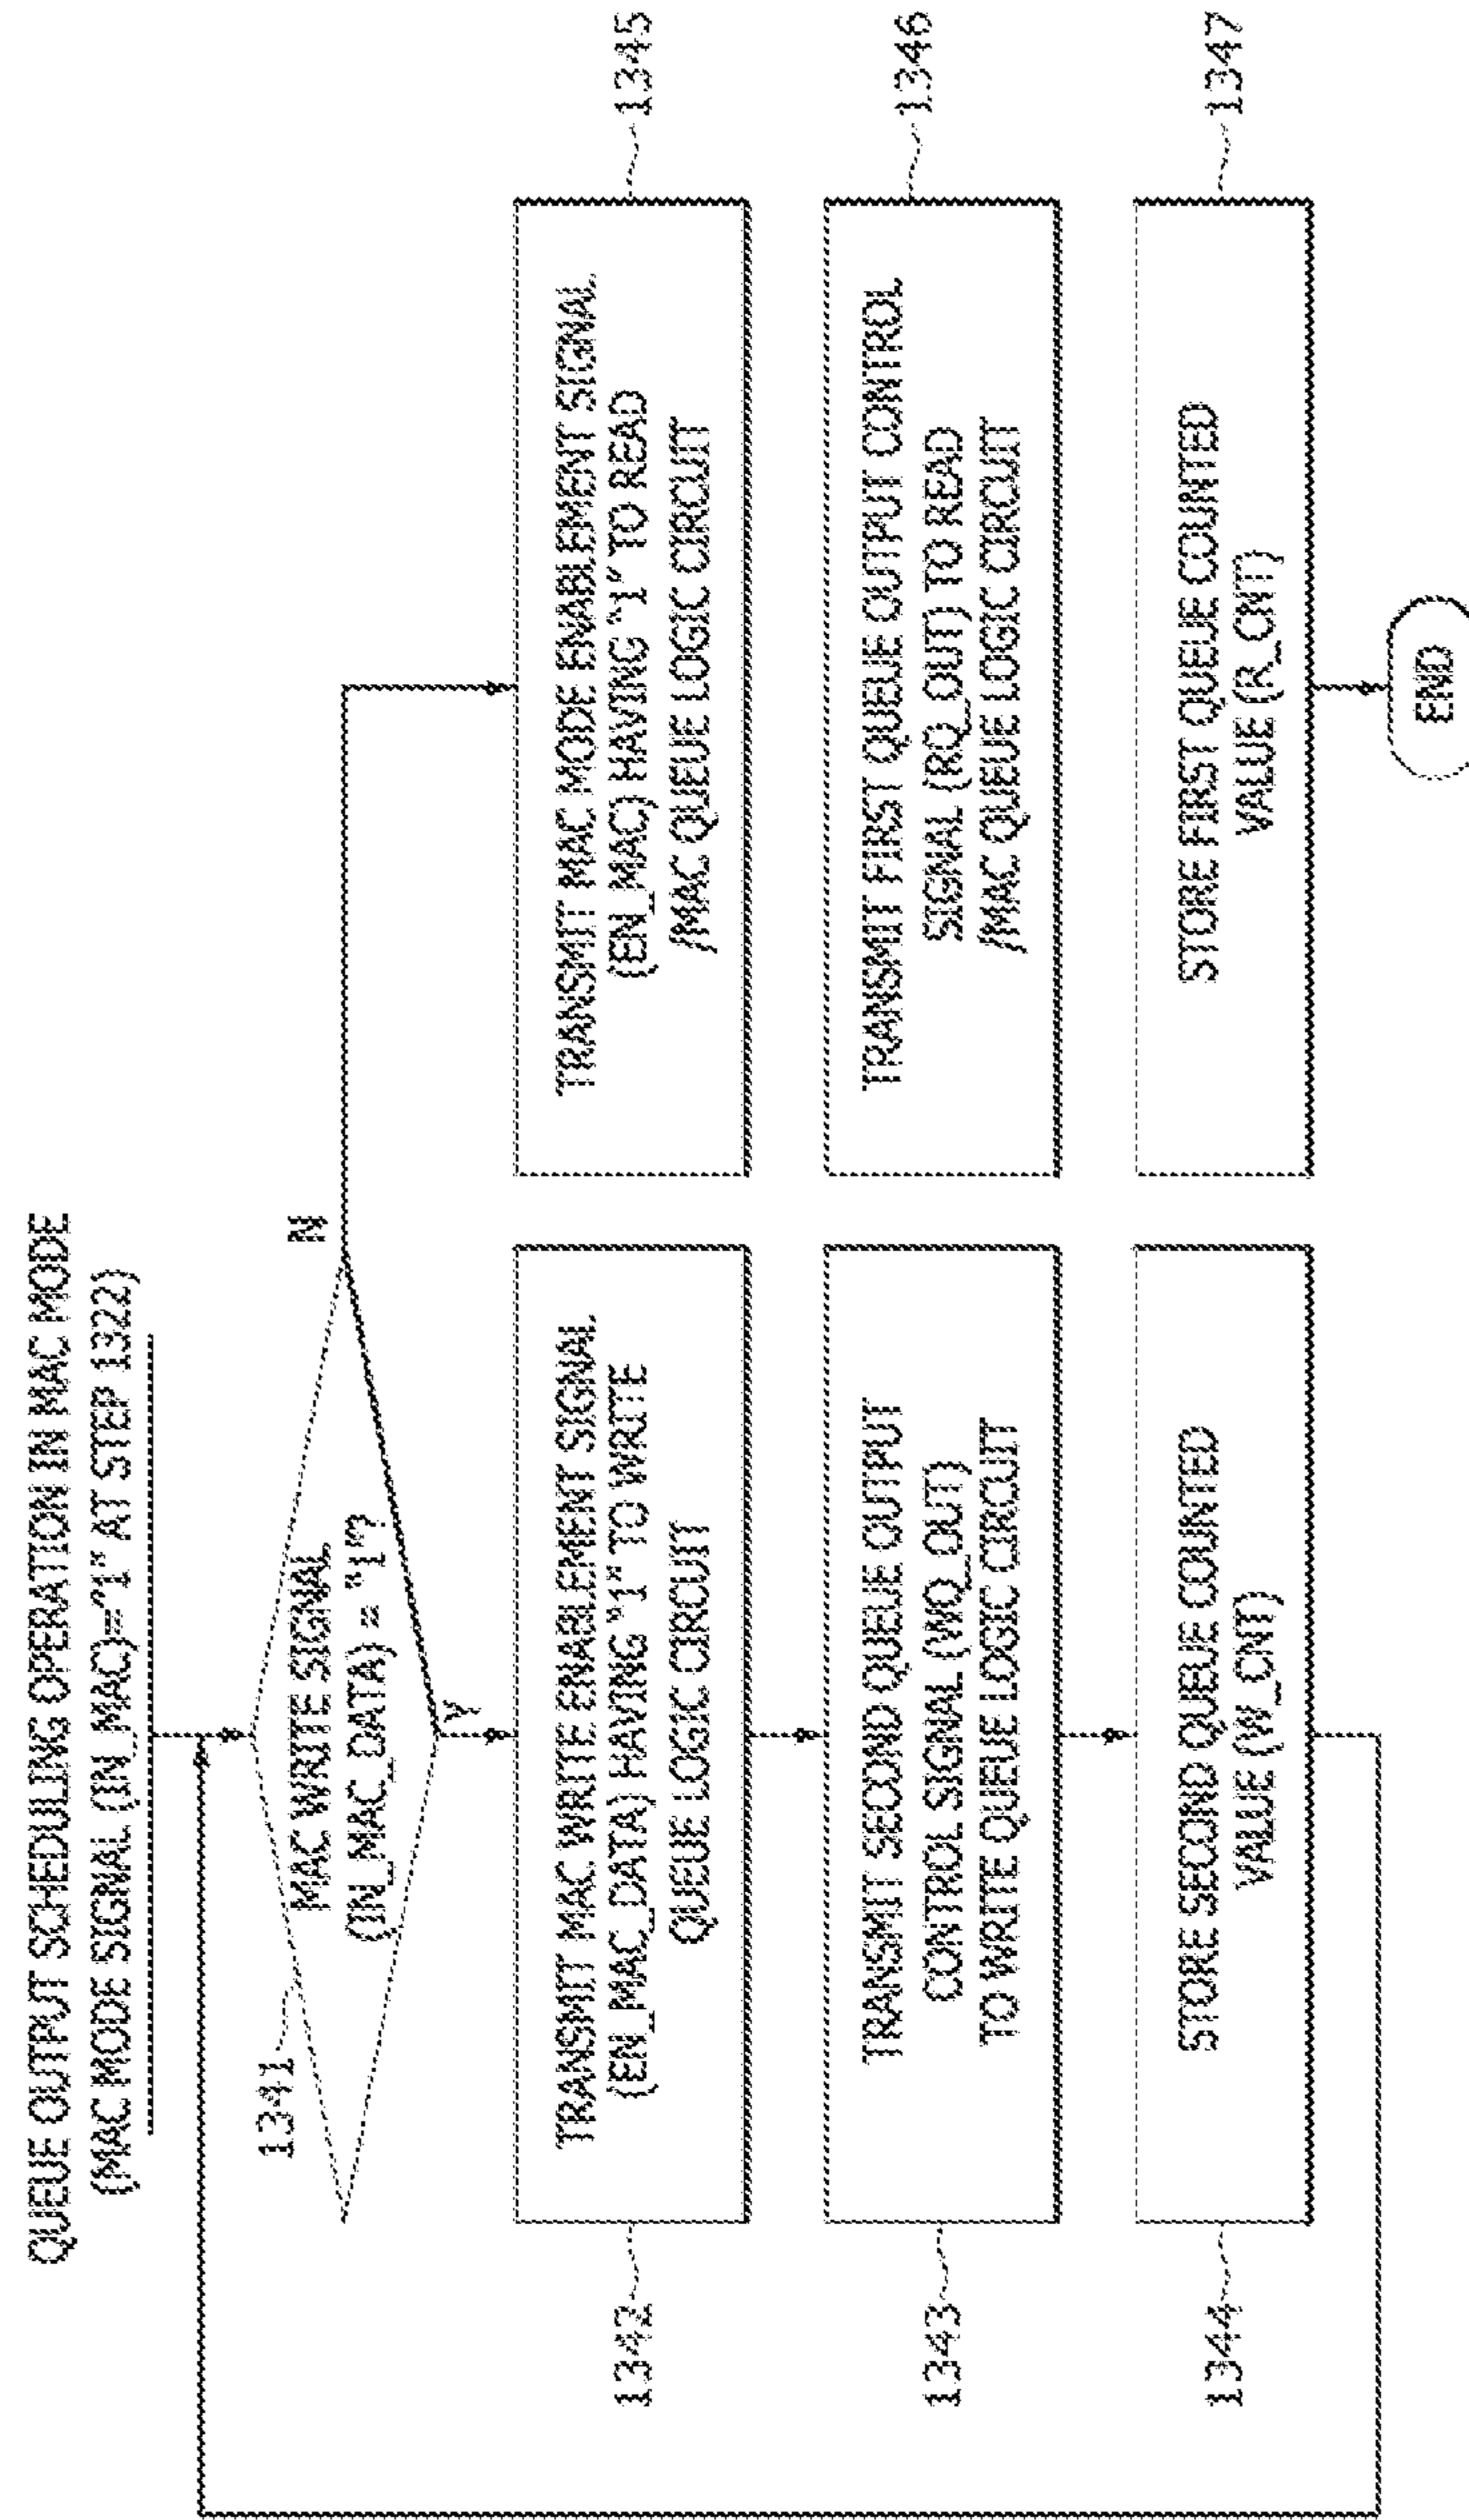 QUEUE OUTPUT SCHEDULING OPERATION IN MAC MODE
(MAC MODE SIGNAL (IN_MAC)="1" AT STEP 1322)
1341
MAC WRITE SIGNAL
(IN_MAC_DATA) = "1"?
N
Y
1342
TRANSMIT MAC WRITE ENABLEMENT SIGNAL
(EN_MAC_DATA) HAVING "1" TO WRITE
QUEUE LOGIC CIRCUIT
1343
TRANSMIT SECOND QUEUE OUTPUT
CONTROL SIGNAL (WQ_OUT)
TO WRITE QUEUE LOGIC CIRCUIT
1344
STORE SECOND QUEUE COUNTED
VALUE (W_CNT)
TRANSMIT MAC MODE ENABLEMENT SIGNAL
(EN_MAC) HAVING "1" TO READ
/MAC QUEUE LOGIC CIRCUIT
1345
TRANSMIT FIRST QUEUE OUTPUT CONTROL
SIGNAL (RQ_OUT) TO READ
/MAC QUEUE LOGIC CIRCUIT
1346
STORE FIRST QUEUE COUNTED
VALUE (R_CNT)
1347
END